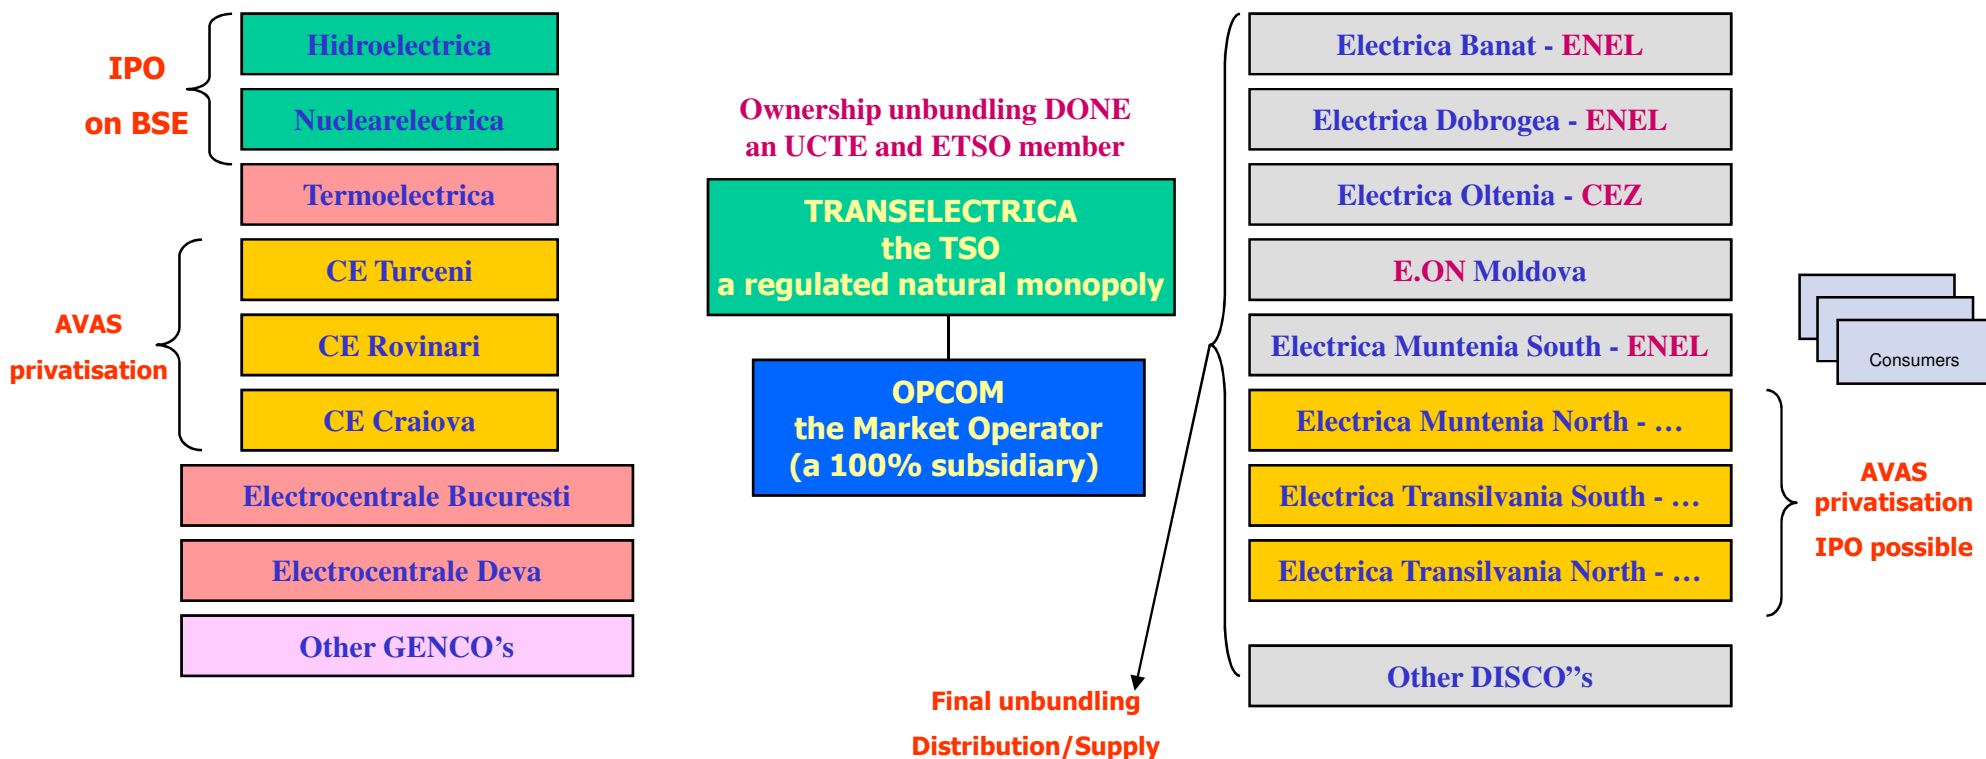 IPO
on BSE
Hidroelectrica
Nuclearelectrica
Termoelectrica
AVAS
privatisation
CE Turceni
CE Rovinari
CE Craiova
Electrocentrale Bucuresti
Electrocentrale Deva
Other GENCO’s
Ownership unbundling DONE
an UCTE and ETSO member
TRANSELECTRICA
the TSO
a regulated natural monopoly
OPCOM
the Market Operator
(a 100% subsidiary)
Final unbundling
Distribution/Supply
Electrica Banat - ENEL
Electrica Dobrogea - ENEL
Electrica Oltenia - CEZ
E.ON Moldova
Electrica Muntenia South - ENEL
Electrica Muntenia North - …
Electrica Transilvania South - …
Electrica Transilvania North - …
Other DISCO’’s
Consumers
AVAS
privatisation
IPO possible